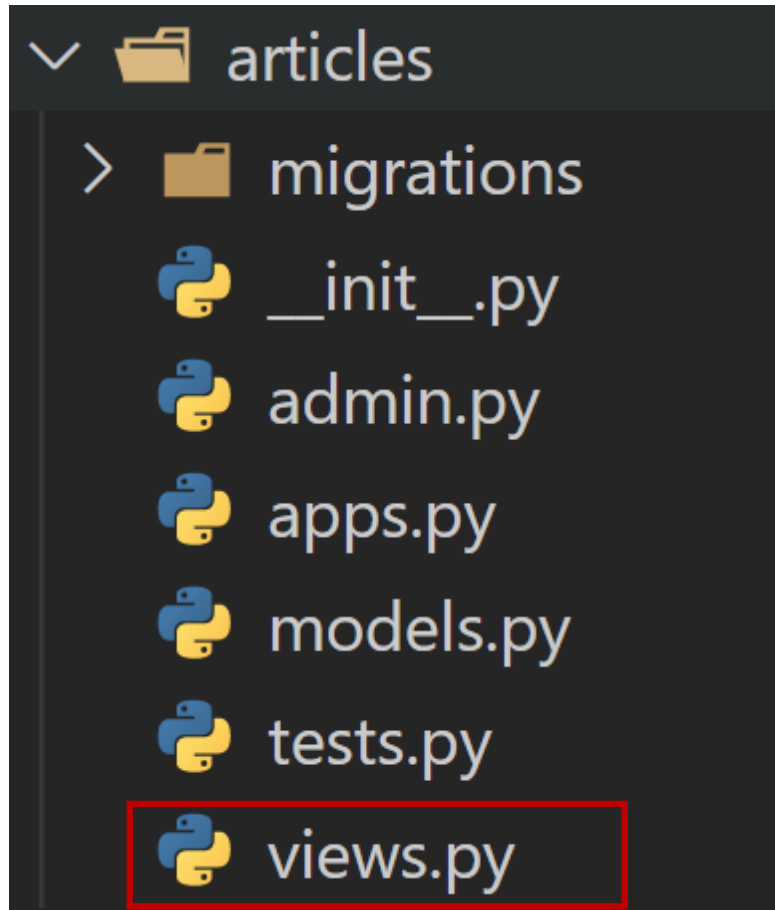 articles
migrations
__init__.py
admin.py
apps.py
models.py
tests.py
views.py